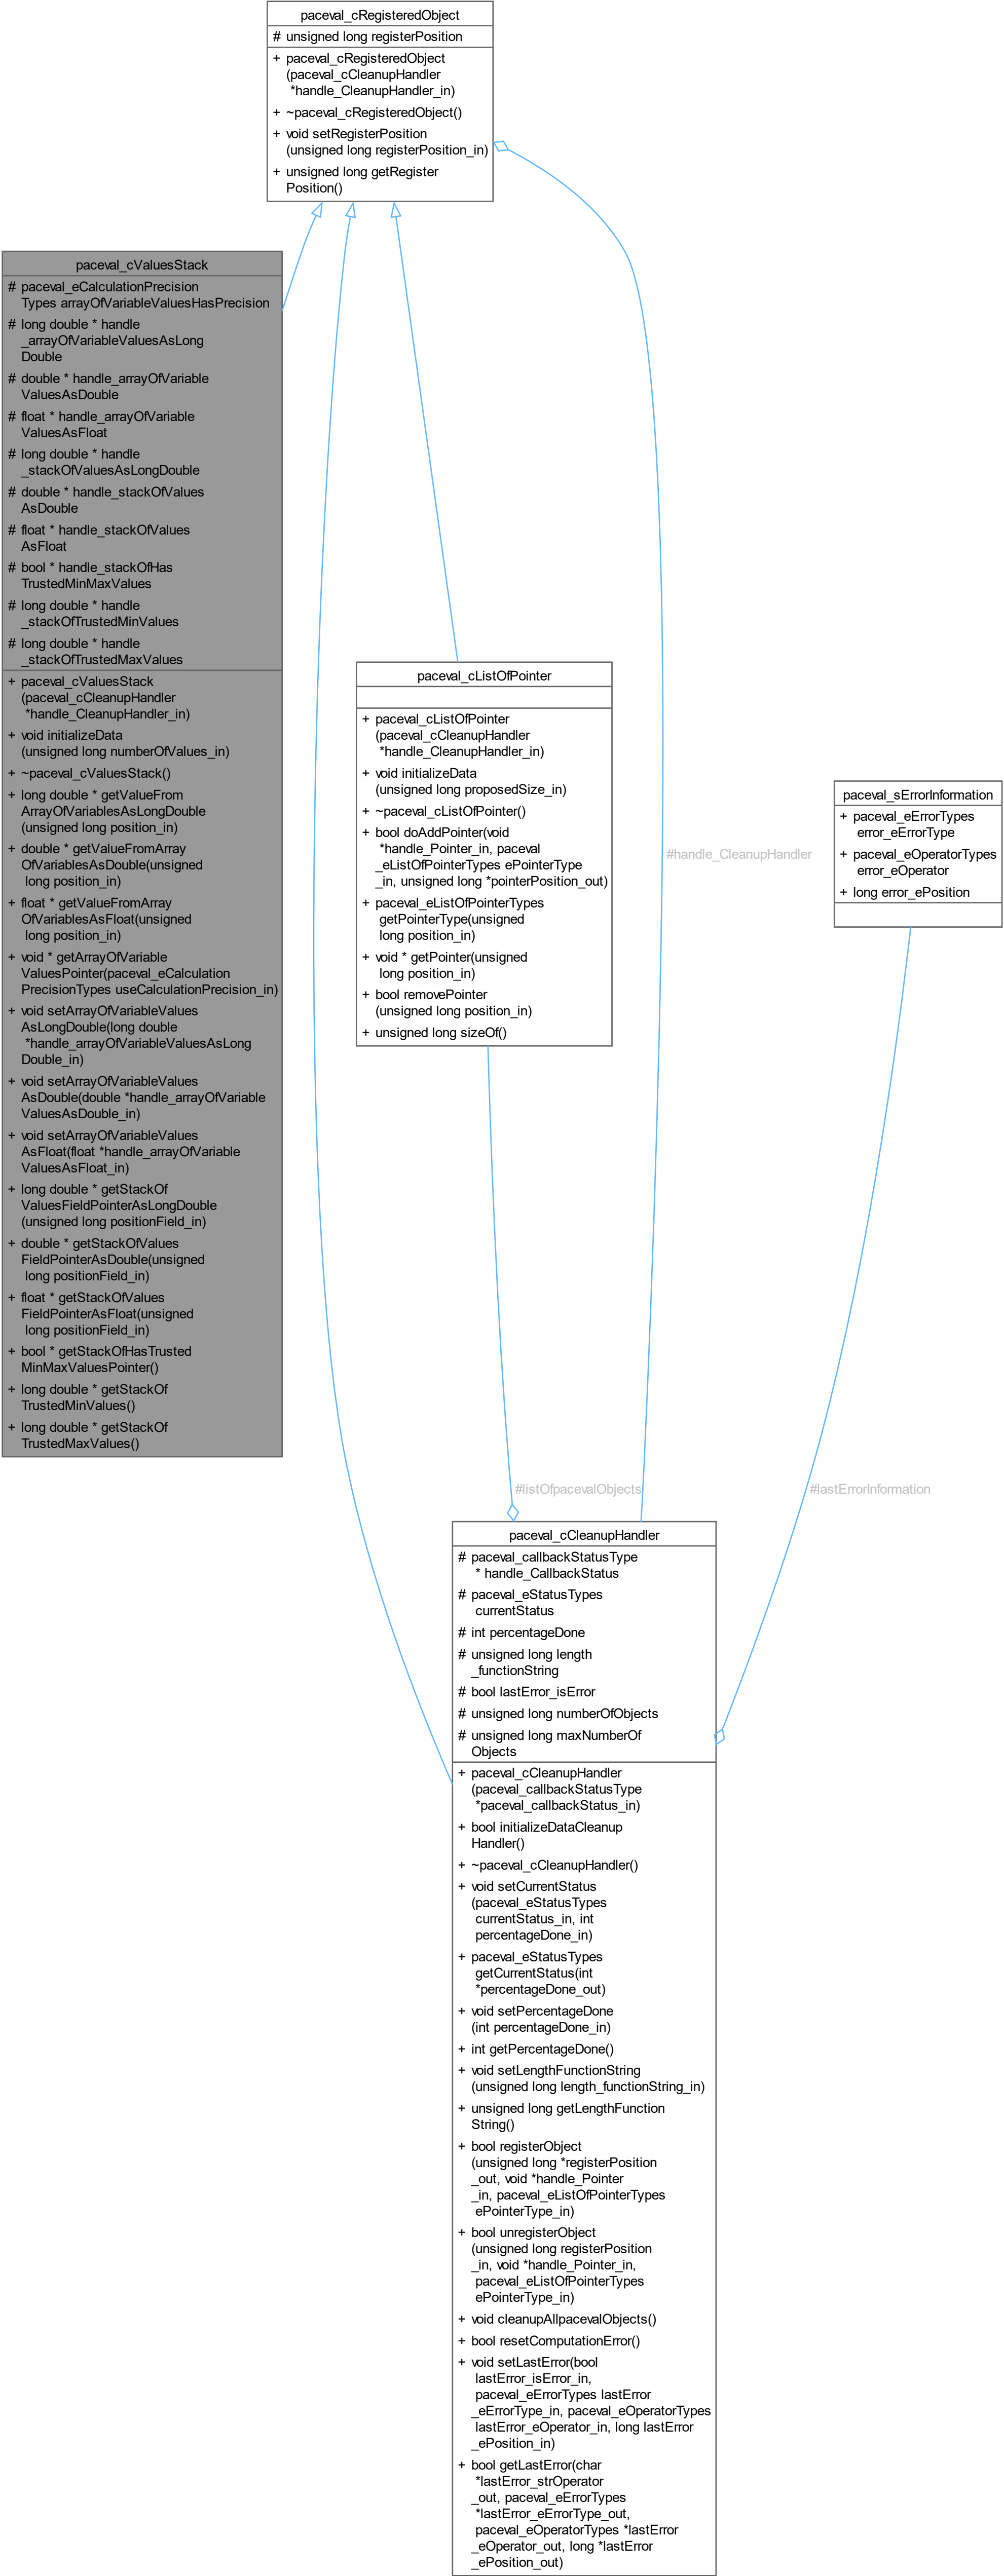 paceval_cRegisteredObject
# unsigned long registerPosition
+ paceval_cRegisteredObject
(paceval_cCleanupHandler
*handle_CleanupHandler_in)
+ ~paceval_cRegisteredObject()
+ void setRegisterPosition
(unsigned long registerPosition_in)
+ unsigned long getRegister
Position()
paceval_cValuesStack
# paceval_eCalculationPrecision
Types arrayOfVariableValuesHasPrecision
# long double * handle
_arrayOfVariableValuesAsLong
Double
# double * handle_arrayOfVariable
ValuesAsDouble
# float * handle_arrayOfVariable
ValuesAsFloat
# long double * handle
_stackOfValuesAsLongDouble
# double * handle_stackOfValues
AsDouble
# float * handle_stackOfValues
AsFloat
# bool * handle_stackOfHas
TrustedMinMaxValues
# long double * handle
_stackOfTrustedMinValues
# long double * handle
_stackOfTrustedMaxValues
+ paceval_cValuesStack
(paceval_cCleanupHandler
*handle_CleanupHandler_in)
+ void initializeData
(unsigned long numberOfValues_in)
+ ~paceval_cValuesStack()
+ long double * getValueFrom
ArrayOfVariablesAsLongDouble
(unsigned long position_in)
+ double * getValueFromArray
OfVariablesAsDouble(unsigned
long position_in)
+ float * getValueFromArray
OfVariablesAsFloat(unsigned
long position_in)
+ void * getArrayOfVariable
ValuesPointer(paceval_eCalculation
PrecisionTypes useCalculationPrecision_in)
+ void setArrayOfVariableValues
AsLongDouble(long double
*handle_arrayOfVariableValuesAsLong
Double_in)
+ void setArrayOfVariableValues
AsDouble(double *handle_arrayOfVariable
ValuesAsDouble_in)
+ void setArrayOfVariableValues
AsFloat(float *handle_arrayOfVariable
ValuesAsFloat_in)
+ long double * getStackOf
ValuesFieldPointerAsLongDouble
(unsigned long positionField_in)
+ double * getStackOfValues
FieldPointerAsDouble(unsigned
long positionField_in)
+ float * getStackOfValues
FieldPointerAsFloat(unsigned
long positionField_in)
+ bool * getStackOfHasTrusted
MinMaxValuesPointer()
+ long double * getStackOf
TrustedMinValues()
+ long double * getStackOf
TrustedMaxValues()
paceval_cListOfPointer
+ paceval_cListOfPointer
(paceval_cCleanupHandler
*handle_CleanupHandler_in)
+ void initializeData
(unsigned long proposedSize_in)
+ ~paceval_cListOfPointer()
+ bool doAddPointer(void
*handle_Pointer_in, paceval
_eListOfPointerTypes ePointerType
_in, unsigned long *pointerPosition_out)
+ paceval_eListOfPointerTypes
getPointerType(unsigned
long position_in)
+ void * getPointer(unsigned
long position_in)
+ bool removePointer
(unsigned long position_in)
+ unsigned long sizeOf()
#handle_CleanupHandler
paceval_sErrorInformation
+ paceval_eErrorTypes
error_eErrorType
+ paceval_eOperatorTypes
error_eOperator
+ long error_ePosition
#listOfpacevalObjects
#lastErrorInformation
paceval_cCleanupHandler
# paceval_callbackStatusType
* handle_CallbackStatus
# paceval_eStatusTypes
currentStatus
# int percentageDone
# unsigned long length
_functionString
# bool lastError_isError
# unsigned long numberOfObjects
# unsigned long maxNumberOf
Objects
+ paceval_cCleanupHandler
(paceval_callbackStatusType
*paceval_callbackStatus_in)
+ bool initializeDataCleanup
Handler()
+ ~paceval_cCleanupHandler()
+ void setCurrentStatus
(paceval_eStatusTypes
currentStatus_in, int
percentageDone_in)
+ paceval_eStatusTypes
getCurrentStatus(int
*percentageDone_out)
+ void setPercentageDone
(int percentageDone_in)
+ int getPercentageDone()
+ void setLengthFunctionString
(unsigned long length_functionString_in)
+ unsigned long getLengthFunction
String()
+ bool registerObject
(unsigned long *registerPosition
_out, void *handle_Pointer
_in, paceval_eListOfPointerTypes
ePointerType_in)
+ bool unregisterObject
(unsigned long registerPosition
_in, void *handle_Pointer_in,
paceval_eListOfPointerTypes
ePointerType_in)
+ void cleanupAllpacevalObjects()
+ bool resetComputationError()
+ void setLastError(bool
lastError_isError_in,
paceval_eErrorTypes lastError
_eErrorType_in, paceval_eOperatorTypes
lastError_eOperator_in, long lastError
_ePosition_in)
+ bool getLastError(char
*lastError_strOperator
_out, paceval_eErrorTypes
*lastError_eErrorType_out,
paceval_eOperatorTypes *lastError
_eOperator_out, long *lastError
_ePosition_out)